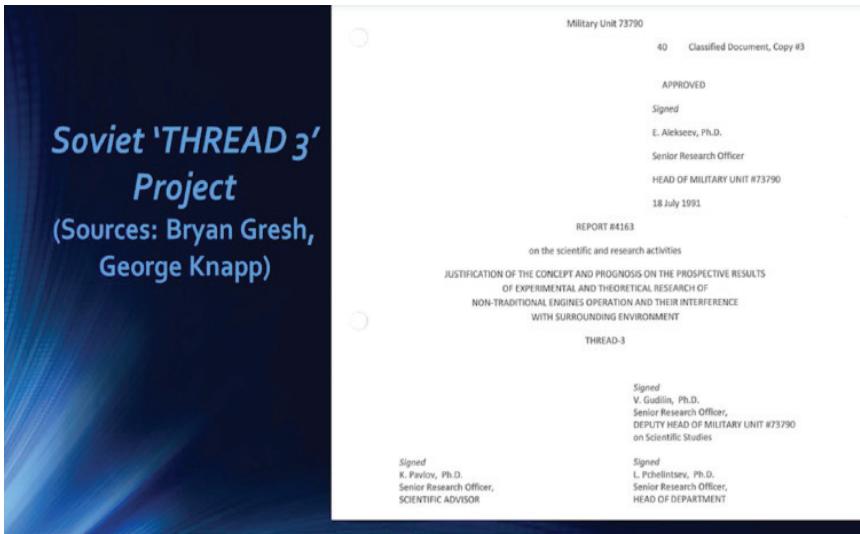 Soviet ‘THREAD 3’
Project
(Sources: Bryan Gresh,
George Knapp)
Military Unit 73790
40 Classified Document, Copy #3
APPROVED
Signed
E. Alekseev, Ph.D.
Senior Research Officer
HEAD OF MILITARY UNIT #73790
18 July 1991
REPORT #4163
on the scientific and research activities
JUSTIFICATION OF THE CONCEPT AND PROGNOSIS ON THE PROSPECTIVE RESULTS
OF EXPERIMENTAL AND THEORETICAL RESEARCH OF
NON-TRADITIONAL ENGINES OPERATION AND THEIR INTERFERENCE
WITH SURROUNDING ENVIRONMENT
THREAD-3
Signed
V. Gudilin, Ph.D.
Senior Research Officer,
DEPUTY HEAD OF MILITARY UNIT #73790
on Scientific Studies
Signed
K. Pavlov, Ph.D.
Senior Research Officer,
SCIENTIFIC ADVISOR
Signed
L. Pchelintsev, Ph.D.
Senior Research Officer,
HEAD OF DEPARTMENT